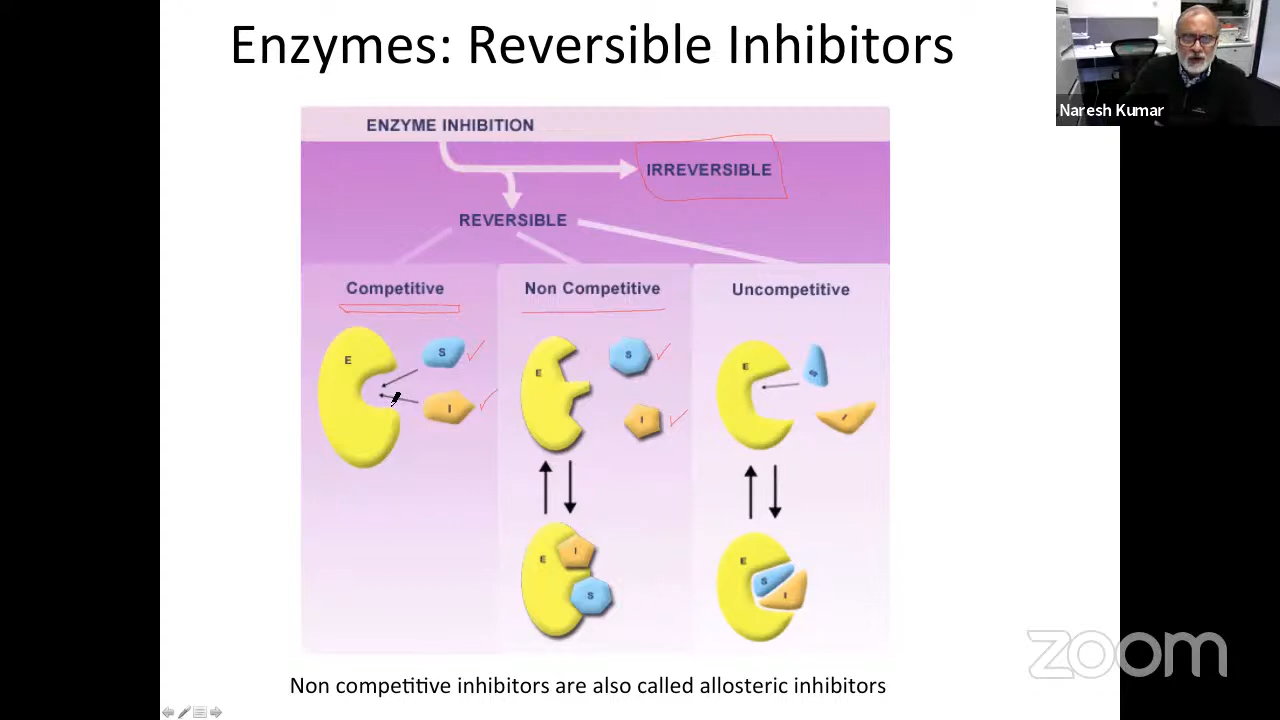 Enzymes: Reversible Inhibitors
Naresh Kumar
ENZYME INHIBITION
IRREVERSIBLE
REVERSIBLE
Competitive
Non Competitive
Uncompetitive
E
S
I
E
S
I
E
S
I
E
I
S
E
S
I
Non competitive inhibitors are also called allosteric inhibitors
zoom